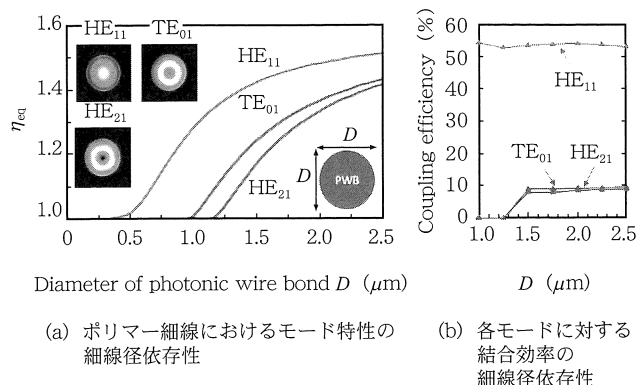 HE11 TE01
HE21
1.6
1.4
1.2
1.0
ηeq
HE11
TE01
HE21
D
D
PWB
0 0.5 1.0 1.5 2.0 2.5
Diameter of photonic wire bond D (μm)
(a) ポリマー細線におけるモード特性の
細線径依存性
Coupling efficiency (%)
60
50
40
30
20
10
0
HE11
TE01 HE21
1.0 1.5 2.0 2.5
D (μm)
(b) 各モードに対する
結合効率の
細線径依存性